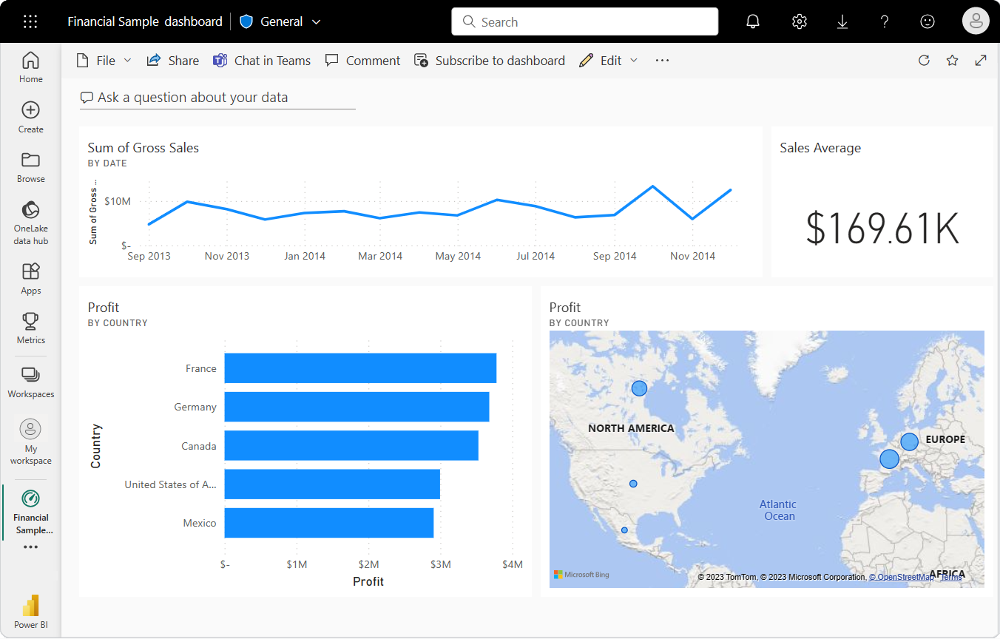 Financial Sample dashboard General
Search
File Share Chat in Teams Comment Subscribe to dashboard Edit
Home
Create
Browse
OneLake
data hub
Apps
Metrics
Workspaces
My
workspace
Financial
Sample...
Power BI
Ask a question about your data
Sum of Gross Sales
BY DATE
Sum of Gross ...
$10M
$-
Sep 2013 Nov 2013 Jan 2014 Mar 2014 May 2014 Jul 2014 Sep 2014 Nov 2014
Sales Average
$169.61K
Profit
BY COUNTRY
Country
France
Germany
Canada
United States of A...
Mexico
$- $1M $2M $3M $4M
Profit
Profit
BY COUNTRY
NORTH AMERICA
EUROPE
Atlantic
Ocean
AFRICA
Microsoft Bing
© 2023 TomTom, © 2023 Microsoft Corporation, © OpenStreetMap Terms